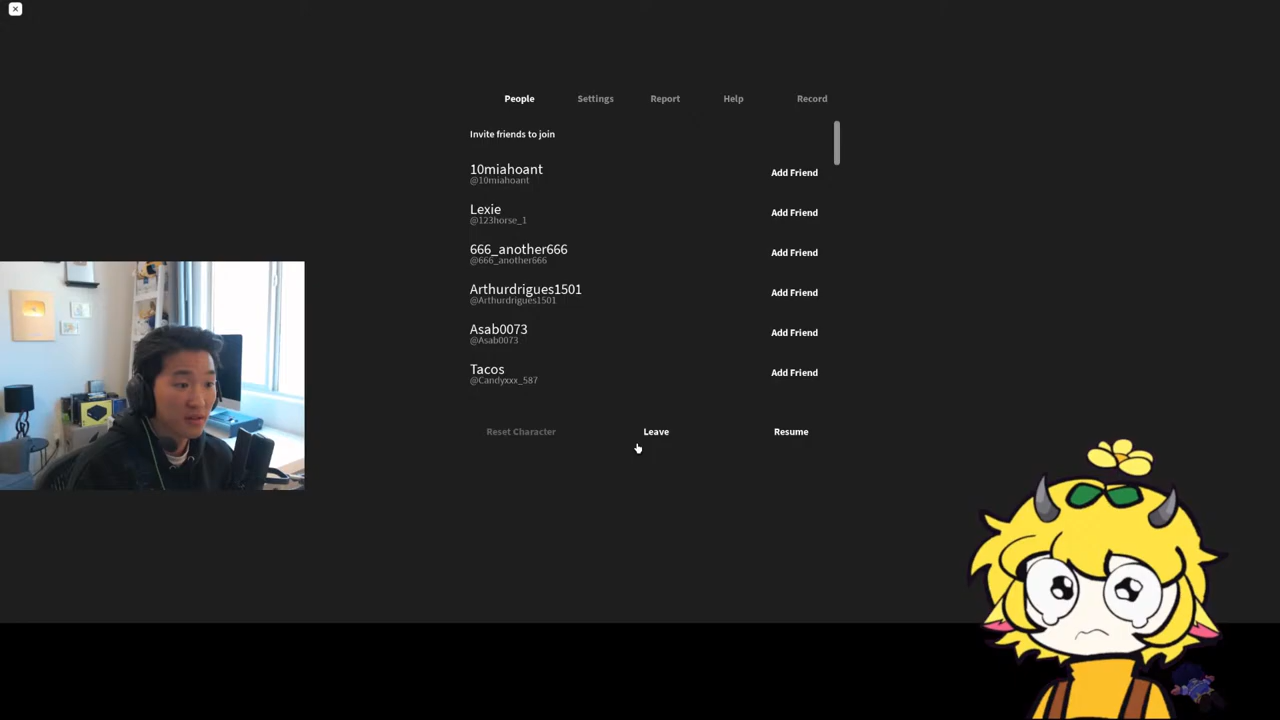 People Settings Report Help Record
Invite friends to join
10miahoant
@10miahoant
Add Friend
Lexie
@123horse_1
Add Friend
666_another666
@666_another666
Add Friend
Arthurdrigues1501
@Arthurdrigues1501
Add Friend
Asab0073
@Asab0073
Add Friend
Tacos
@Candyxxx_587
Add Friend
Reset Character Leave Resume